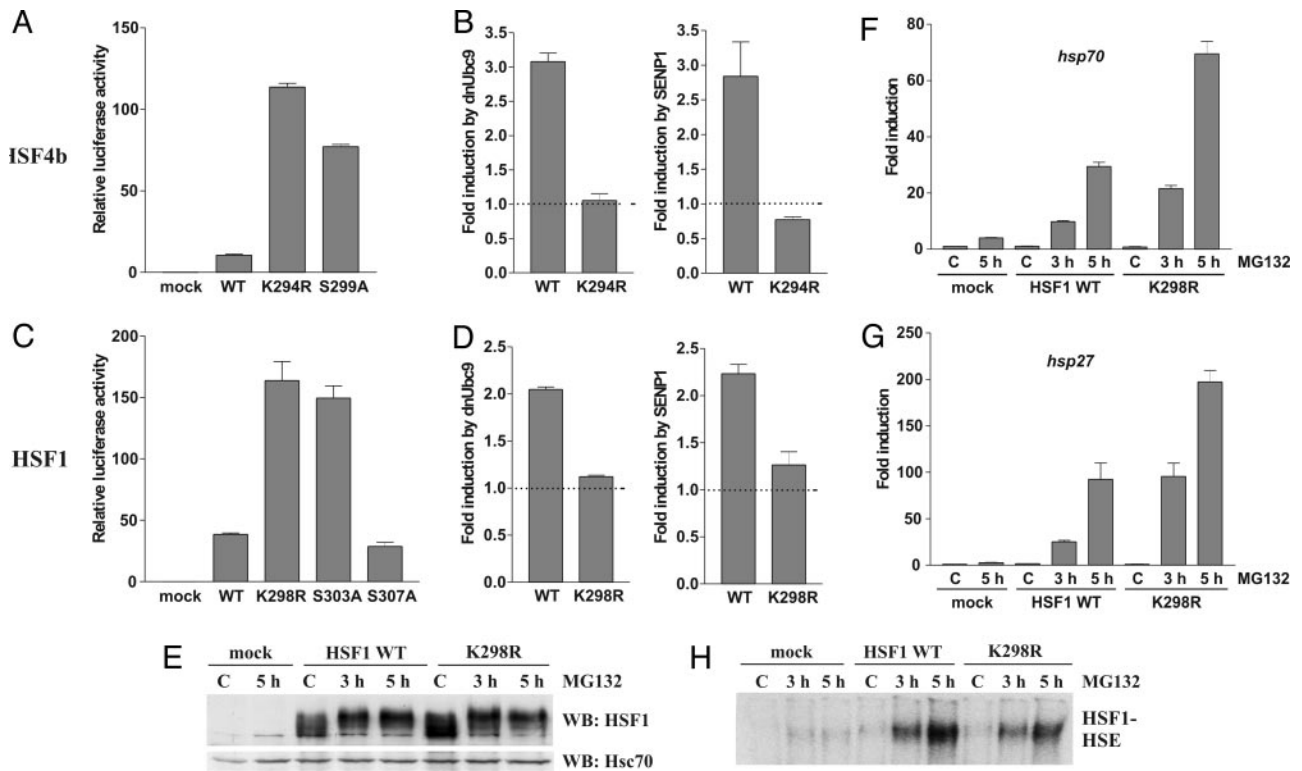 A
HSF4b
Relative luciferase activity
150
100
50
0
mock WT K294R S299A
B
Fold induction by dnUbc9
3.5
3.0
2.5
2.0
1.5
1.0
0.5
0.0
WT K294R
Fold induction by SENP1
3.5
3.0
2.5
2.0
1.5
1.0
0.5
0.0
WT K294R
F
hsp70
Fold induction
80
60
40
20
0
C 5 h C 3 h 5 h C 3 h 5 h MG132
mock HSF1 WT K298R
C
HSF1
Relative luciferase activity
200
150
100
50
0
mock WT K298R S303A S307A
D
Fold induction by dnUbc9
2.5
2.0
1.5
1.0
0.5
0.0
WT K298R
Fold induction by SENP1
2.5
2.0
1.5
1.0
0.5
0.0
WT K298R
G
hsp27
Fold induction
250
200
150
100
50
0
C 5 h C 3 h 5 h C 3 h 5 h MG132
mock HSF1 WT K298R
E
mock HSF1 WT K298R
C 5 h C 3 h 5 h C 3 h 5 h MG132
WB: HSF1
WB: Hsc70
H
mock HSF1 WT K298R
C 3 h 5 h C 3 h 5 h C 3 h 5 h MG132
HSF1-
HSE